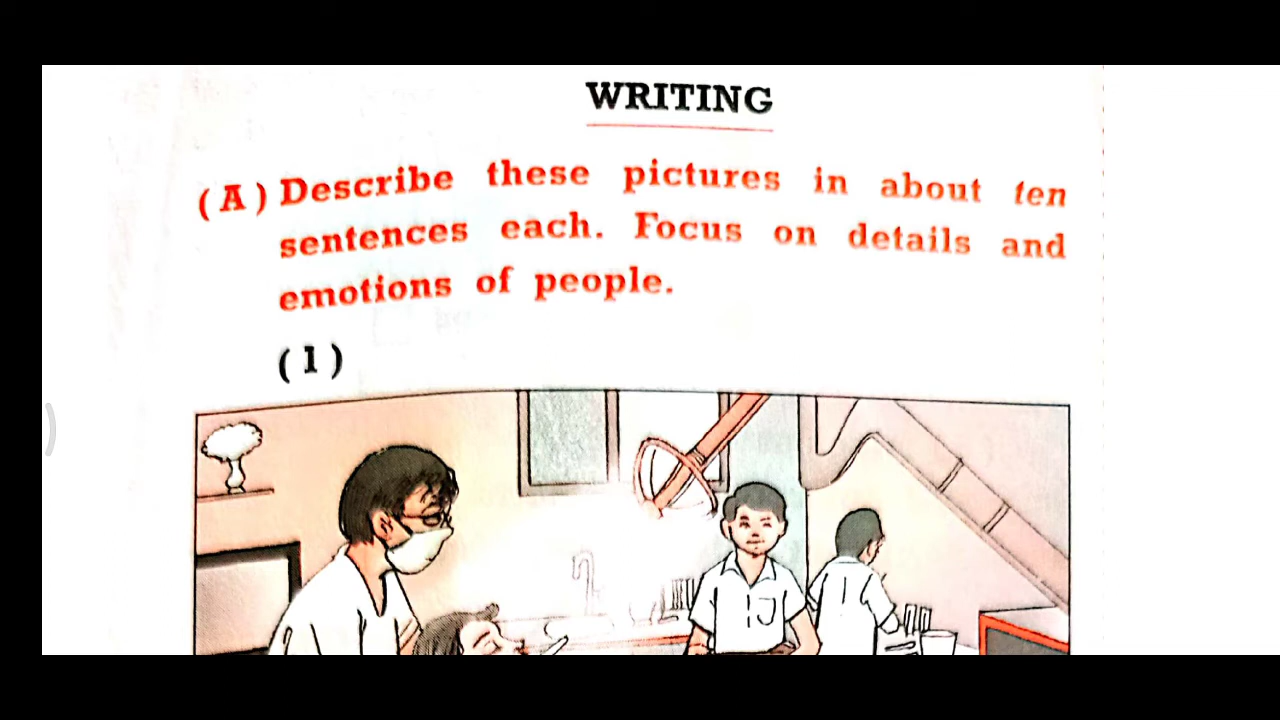 WRITING
(A) Describe these pictures in about ten
sentences each. Focus on details and
emotions of people.
(1)